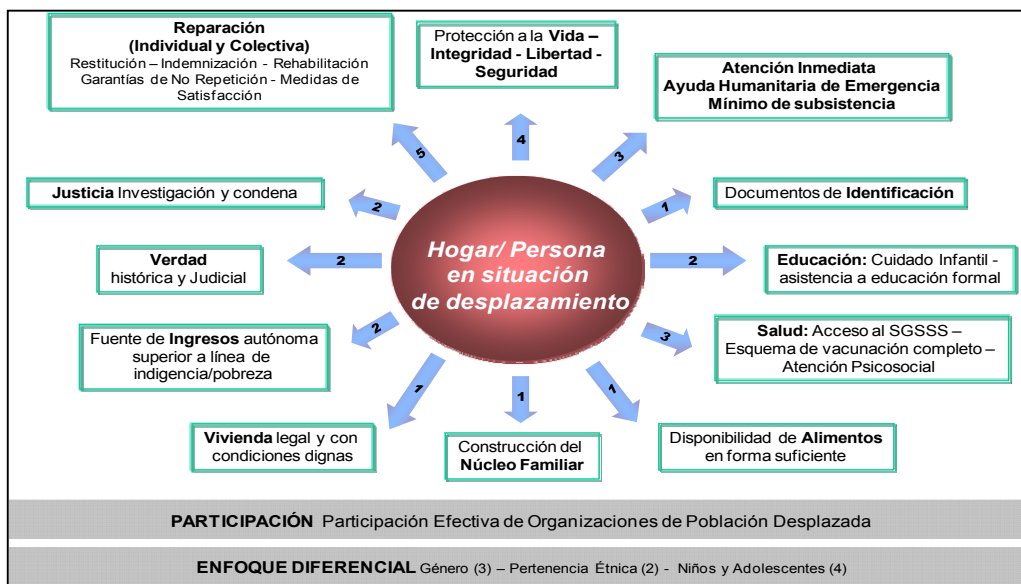 Reparación
(Individual y Colectiva)
Restitución – Indemnización - Rehabilitación
Garantías de No Repetición - Medidas de
Satisfacción
Protección a la Vida –
Integridad - Libertad -
Seguridad
Atención Inmediata
Ayuda Humanitaria de Emergencia
Mínimo de subsistencia
5
4
3
Justicia Investigación y condena
2
1
Documentos de Identificación
Verdad
histórica y Judicial
2
Hogar/ Persona
en situación
de desplazamiento
2
Educación: Cuidado Infantil -
asistencia a educación formal
Fuente de Ingresos autónoma
superior a línea de
indigencia/pobreza
2
3
Salud: Acceso al SGSSS –
Esquema de vacunación completo –
Atención Psicosocial
1
1
1
Vivienda legal y con
condiciones dignas
Construcción del
Núcleo Familiar
Disponibilidad de Alimentos
en forma suficiente
PARTICIPACIÓN Participación Efectiva de Organizaciones de Población Desplazada
ENFOQUE DIFERENCIAL Género (3) – Pertenencia Étnica (2) - Niños y Adolescentes (4)